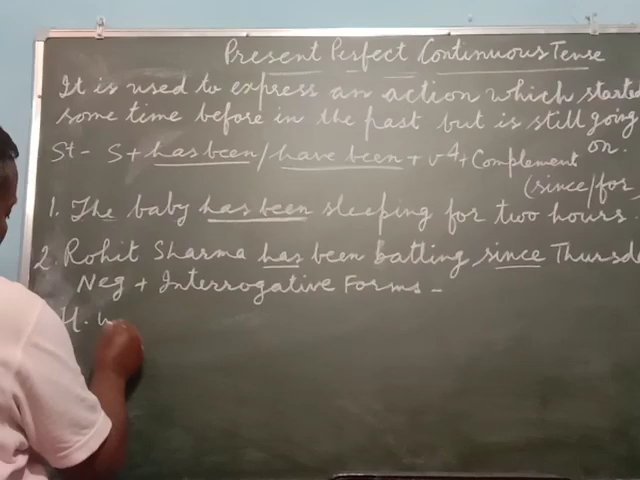 Present Perfect Continuous Tense
It is used to express an action which started
some time before in the past but is still going
on.
St - S + has been / have been + v4 + Complement
(since/for)
1. The baby has been sleeping for two hours.
2. Rohit Sharma has been batting since Thursd
Neg + Interrogative Forms -
H. w